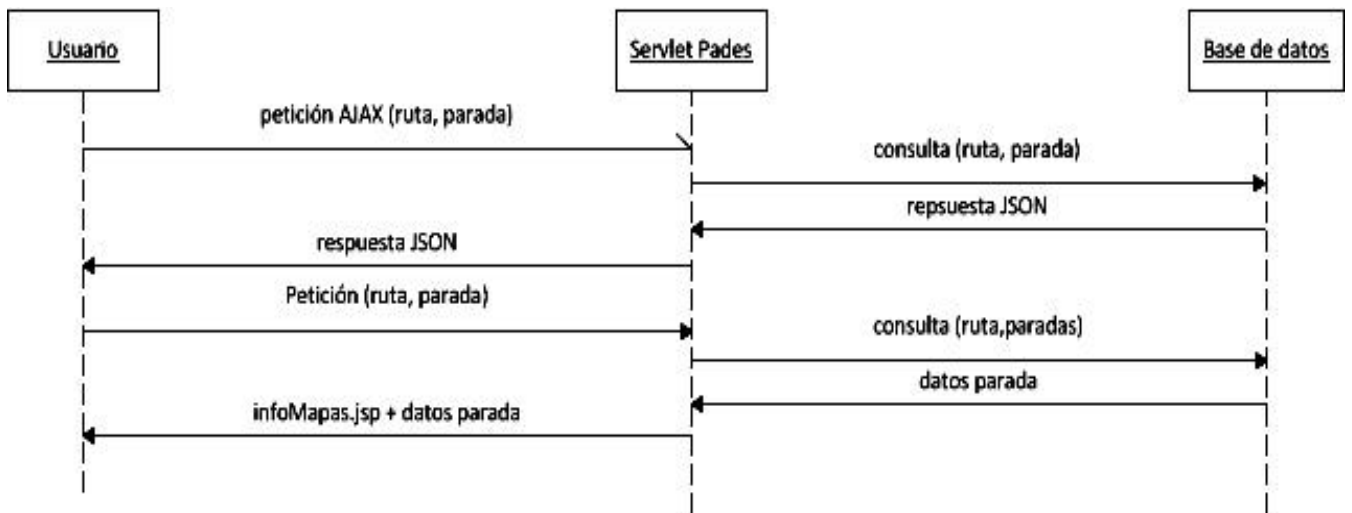 Usuario
Servlet Pades
Base de datos
petición AJAX (ruta, parada)
consulta (ruta, parada)
repsuesta JSON
respuesta JSON
Petición (ruta, parada)
consulta (ruta,paradas)
datos parada
infoMapas.jsp + datos parada